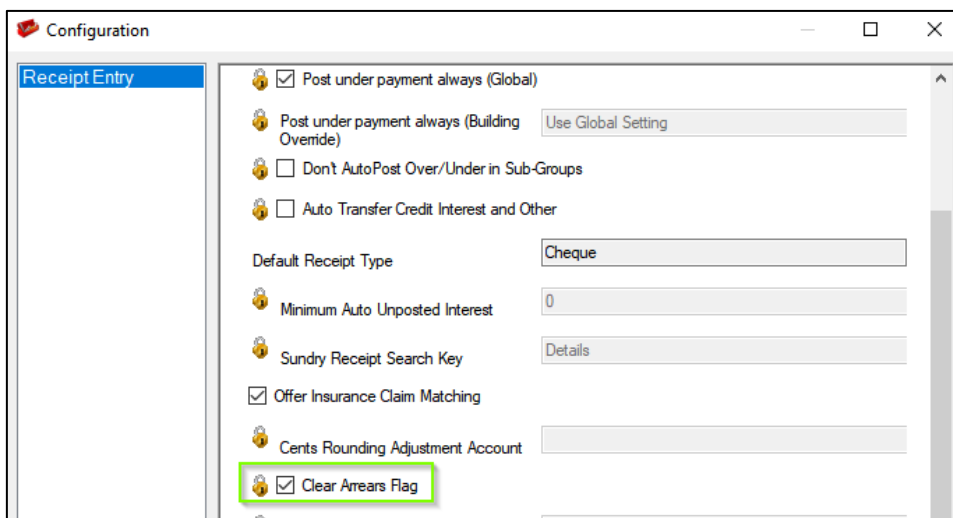 Configuration
Receipt Entry
Post under payment always (Global)
Post under payment always (Building
Override)
Use Global Setting
Don't AutoPost Over/Under in Sub-Groups
Auto Transfer Credit Interest and Other
Default Receipt Type
Cheque
Minimum Auto Unposted Interest
0
Sundry Receipt Search Key
Details
Offer Insurance Claim Matching
Cents Rounding Adjustment Account
Clear Arrears Flag